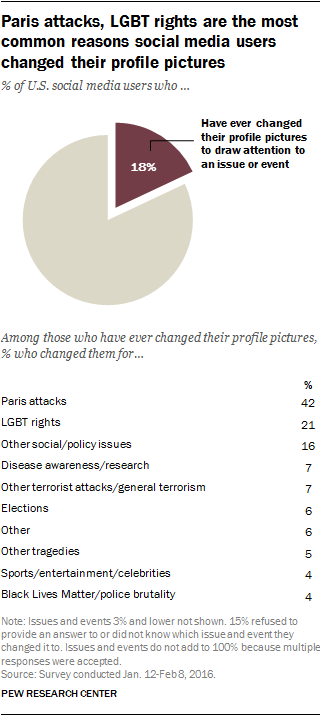 Paris attacks, LGBT rights are the most
common reasons social media users
changed their profile pictures
% of U.S. social media users who ...
Have ever changed
their profile pictures
to draw attention to
an issue or event
18%
Among those who have ever changed their profile pictures,
% who changed them for...
%
Paris attacks 42
LGBT rights 21
Other social/policy issues 16
Disease awareness/research 7
Other terrorist attacks/general terrorism 7
Elections 6
Other 6
Other tragedies 5
Sports/entertainment/celebrities 4
Black Lives Matter/police brutality 4
Note: Issues and events 3% and lower not shown. 15% refused to
provide an answer to or did not know which issue and event they
changed it to. Issues and events do not add to 100% because multiple
responses were accepted.
Source: Survey conducted Jan. 12-Feb 8, 2016.
PEW RESEARCH CENTER